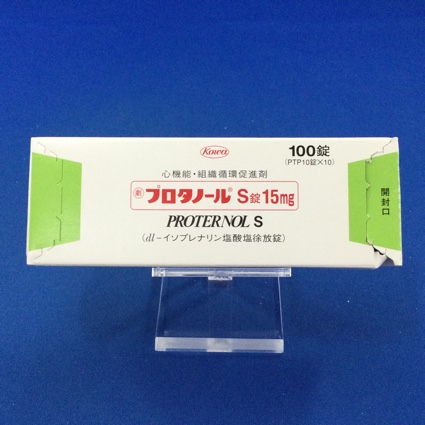 Kowa
100錠
(PTP10錠×10)
心機能・組織循環促進剤
劇 プロタノール® S錠15mg
PROTERNOL S
(dl-イソプレナリン塩酸塩徐放錠)
開封口